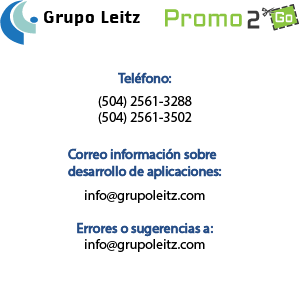 Grupo Leitz Promo 2 Go
Teléfono:
(504) 2561-3288
(504) 2561-3502
Correo información sobre
desarrollo de aplicaciones:
info@grupoleitz.com
Errores o sugerencias a:
info@grupoleitz.com